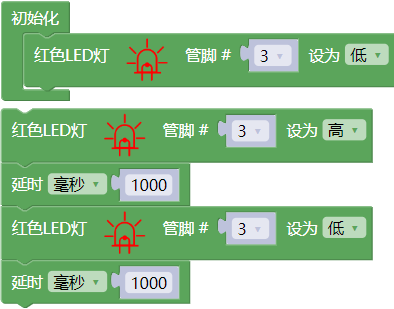 初始化
红色LED灯 管脚 # 3 设为 低
红色LED灯 管脚 # 3 设为 高
延时 毫秒 1000
红色LED灯 管脚 # 3 设为 低
延时 毫秒 1000